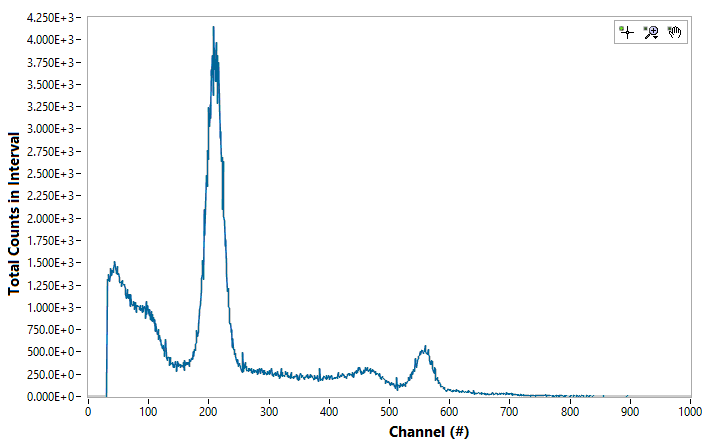 4.250E+3
4.000E+3
3.750E+3
3.500E+3
3.250E+3
3.000E+3
2.750E+3
2.500E+3
2.250E+3
2.000E+3
1.750E+3
1.500E+3
1.250E+3
1.000E+3
750.0E+0
500.0E+0
250.0E+0
0.000E+0
Total Counts in Interval
0 100 200 300 400 500 600 700 800 900 1000
Channel (#)